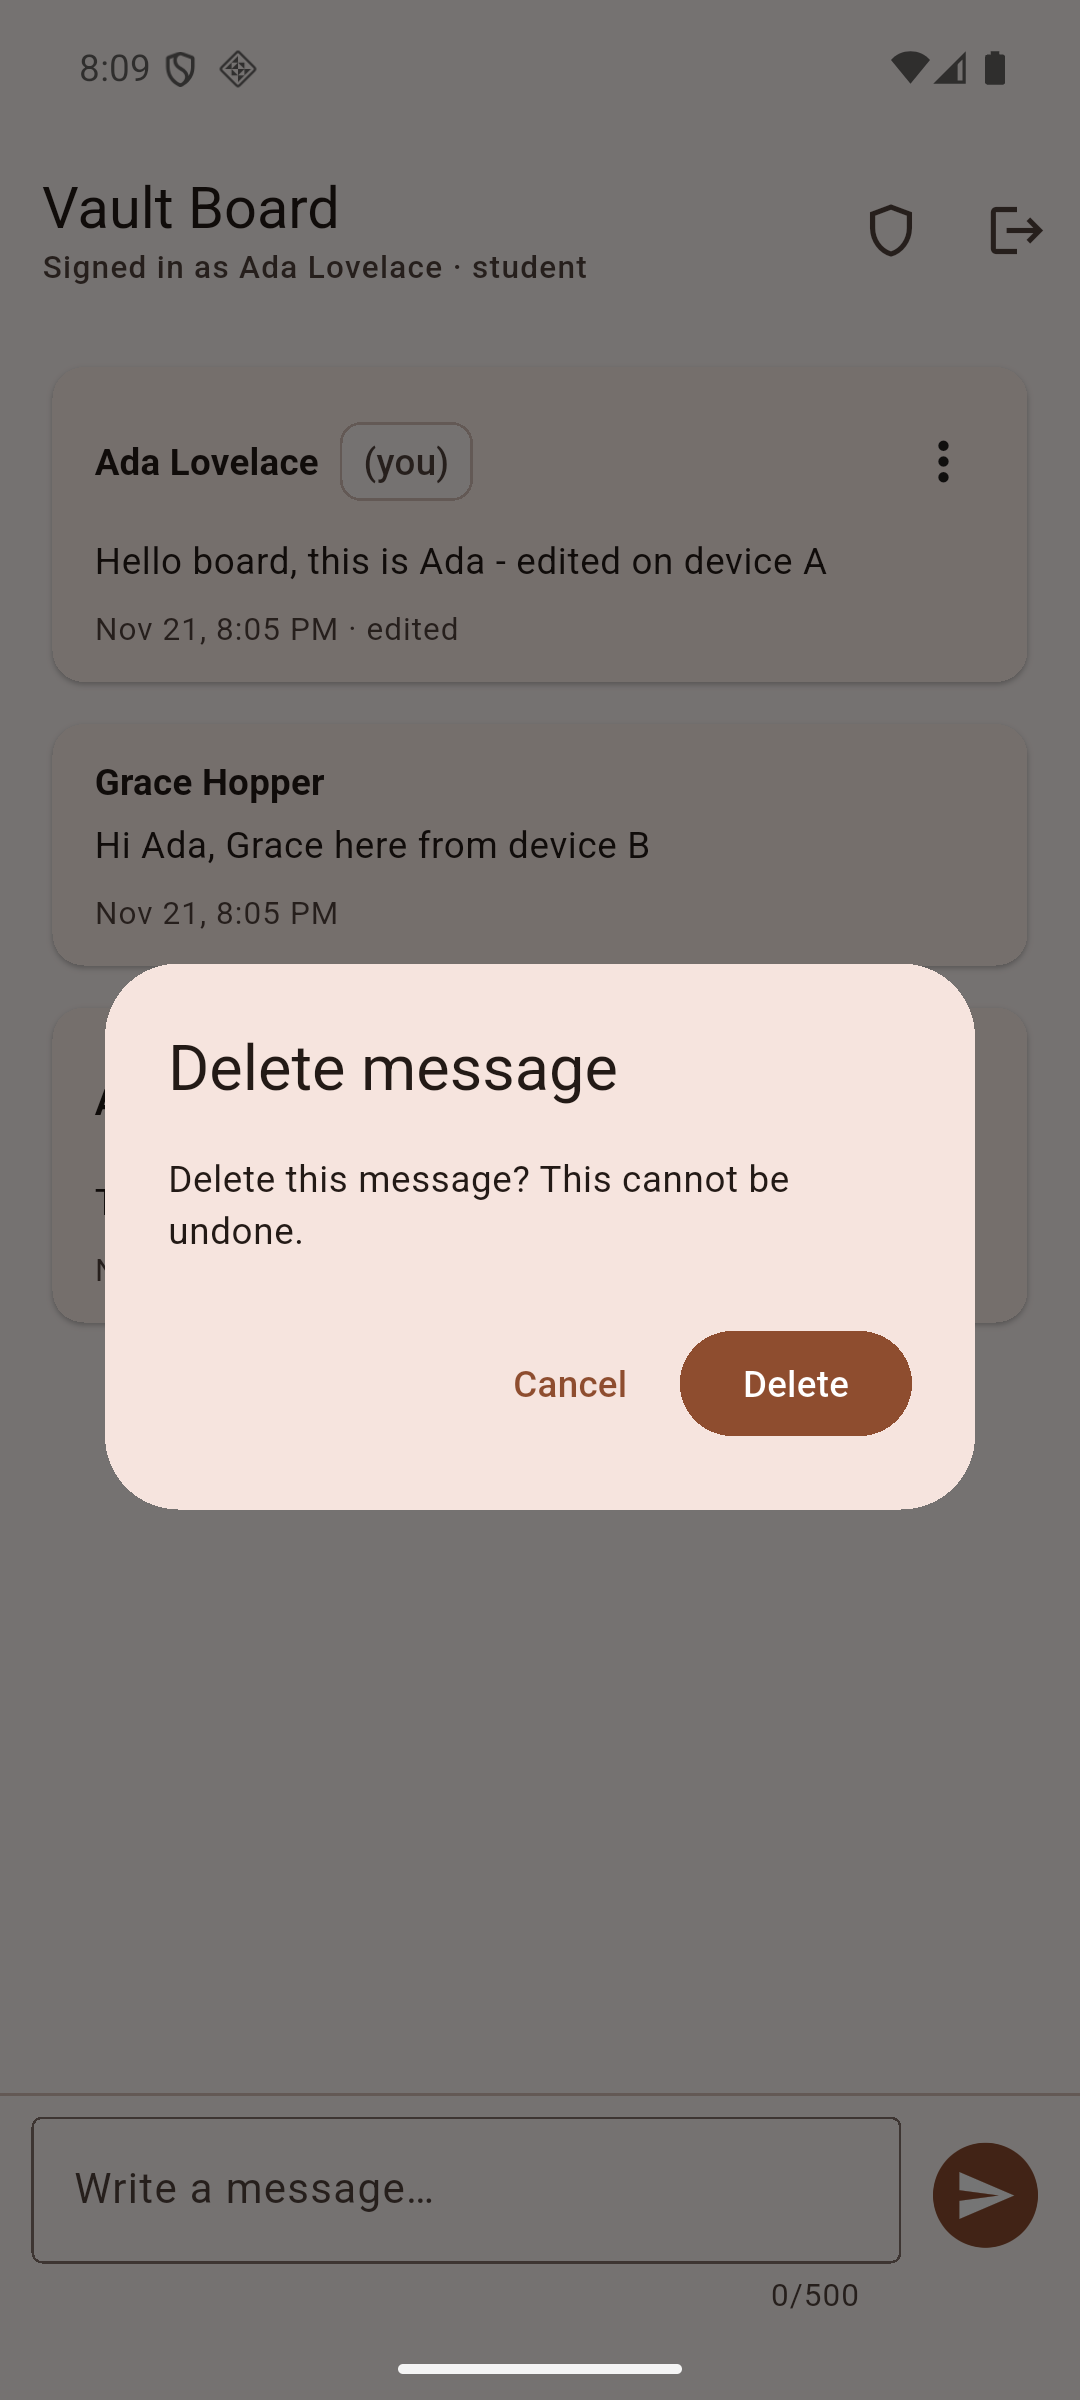 8:09
Vault Board
Signed in as Ada Lovelace · student
Ada Lovelace (you)
Hello board, this is Ada - edited on device A
Nov 21, 8:05 PM · edited
Grace Hopper
Hi Ada, Grace here from device B
Nov 21, 8:05 PM
Delete message
Delete this message? This cannot be
undone.
Cancel Delete
Write a message…
0/500